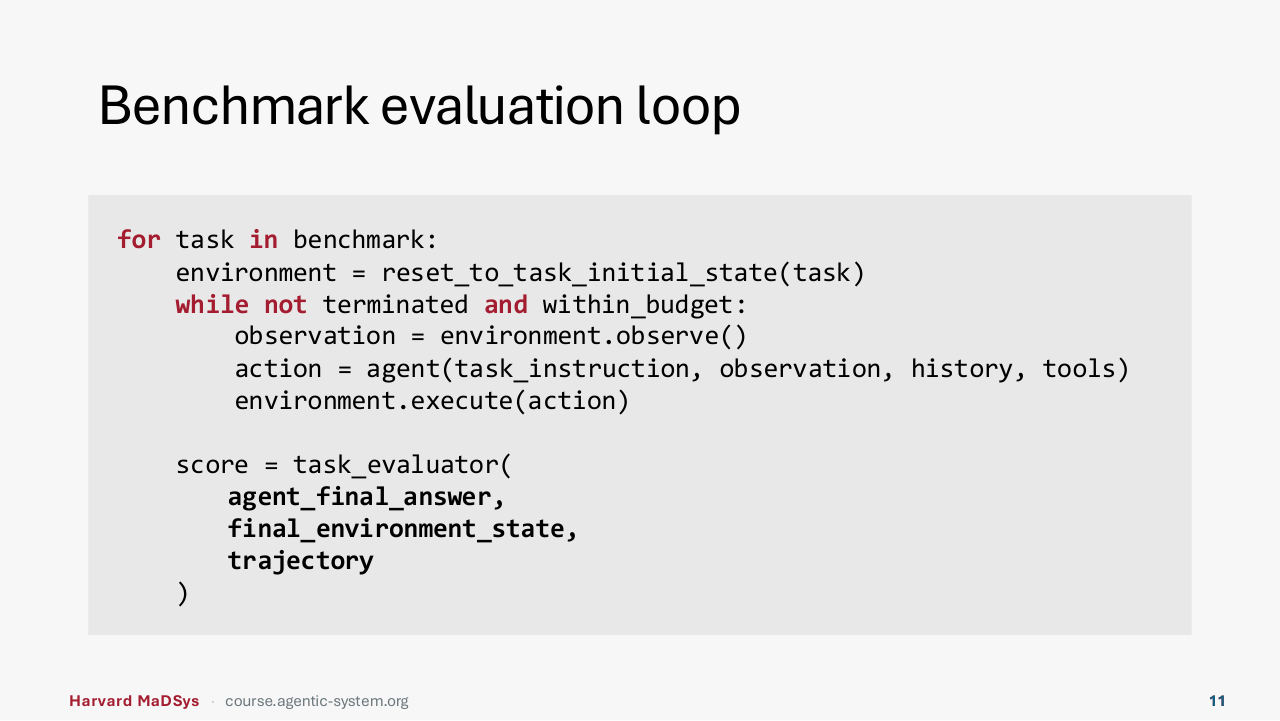 Benchmark evaluation loop
for task in benchmark:
    environment = reset_to_task_initial_state(task)
    while not terminated and within_budget:
        observation = environment.observe()
        action = agent(task_instruction, observation, history, tools)
        environment.execute(action)

    score = task_evaluator(
        agent_final_answer,
        final_environment_state,
        trajectory
    )
Harvard MaDSys · course.agentic-system.org
11